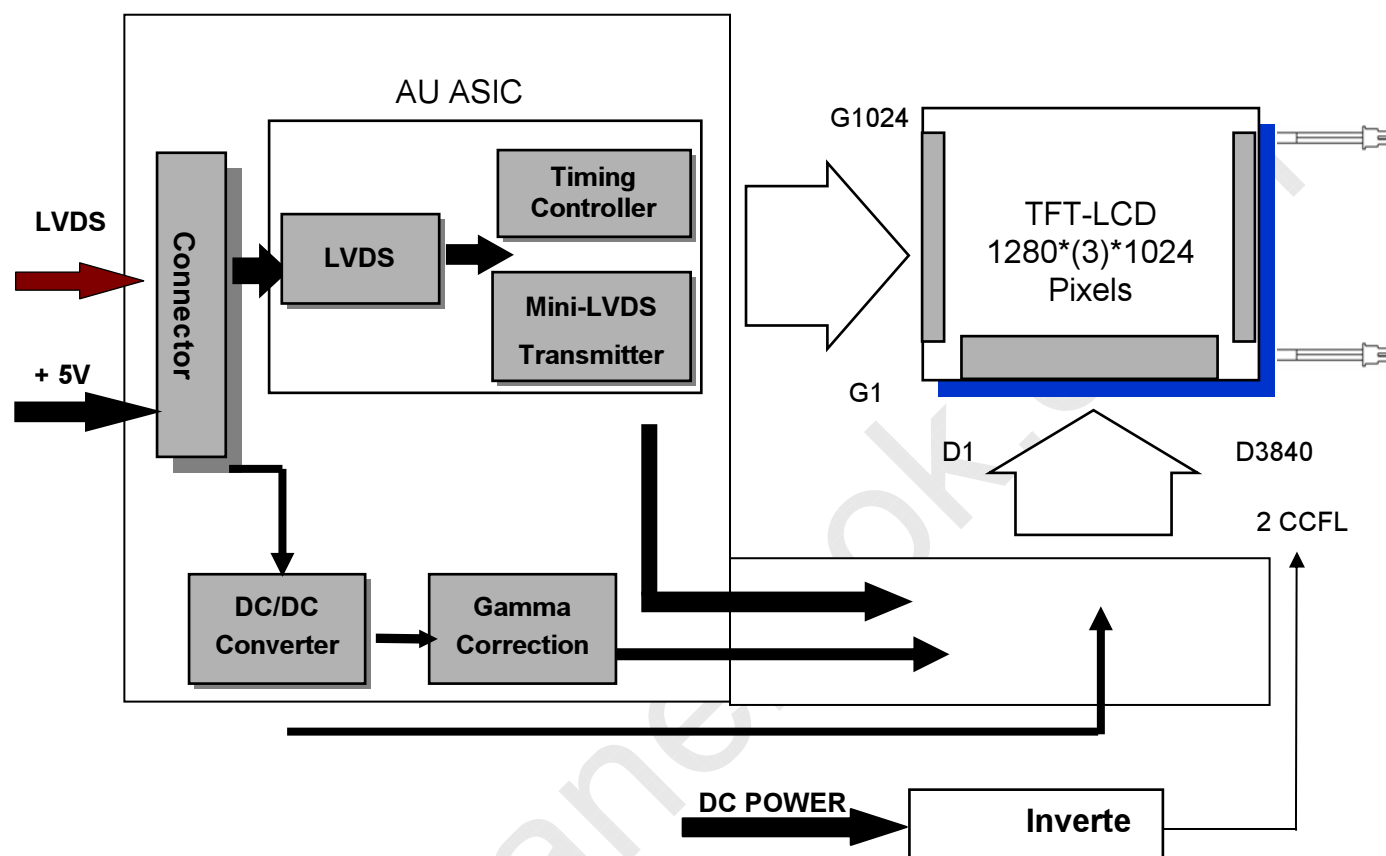 AU ASIC
LVDS
+ 5V
Connector
LVDS
Timing
Controller
Mini-LVDS
Transmitter
DC/DC
Converter
Gamma
Correction
G1024
G1
TFT-LCD
1280*(3)*1024
Pixels
D1
D3840
2 CCFL
DC POWER
Inverte